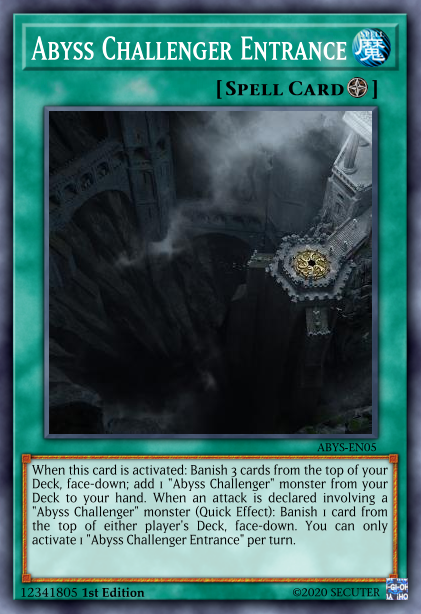 ABYSS CHALLENGER ENTRANCE 魔
[SPELL CARD]
ABYS-EN05
When this card is activated: Banish 3 cards from the top of your
Deck, face-down; add 1 "Abyss Challenger" monster from your
Deck to your hand. When an attack is declared involving a
"Abyss Challenger" monster (Quick Effect): Banish 1 card from
the top of either player's Deck, face-down. You can only
activate 1 "Abyss Challenger Entrance" per turn.
12341805 1st Edition ©2020 SECUTER